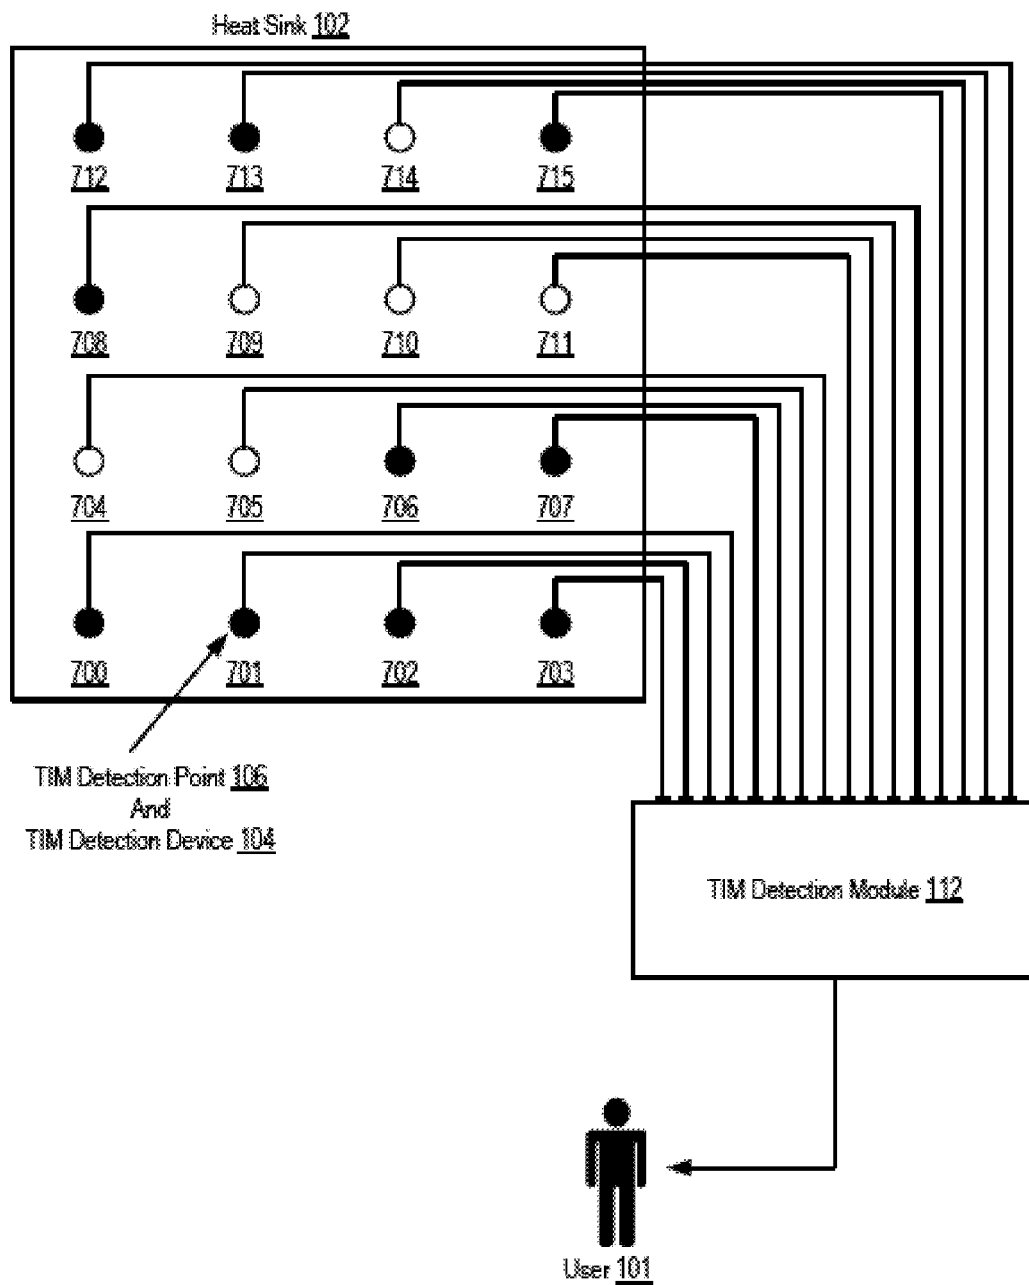 Heat Sink 102
712 713 714 715
708 709 710 711
704 705 706 707
700 701 702 703
TIM Detection Point 106
And
TIM Detection Device 104
TIM Detection Module 112
User 101